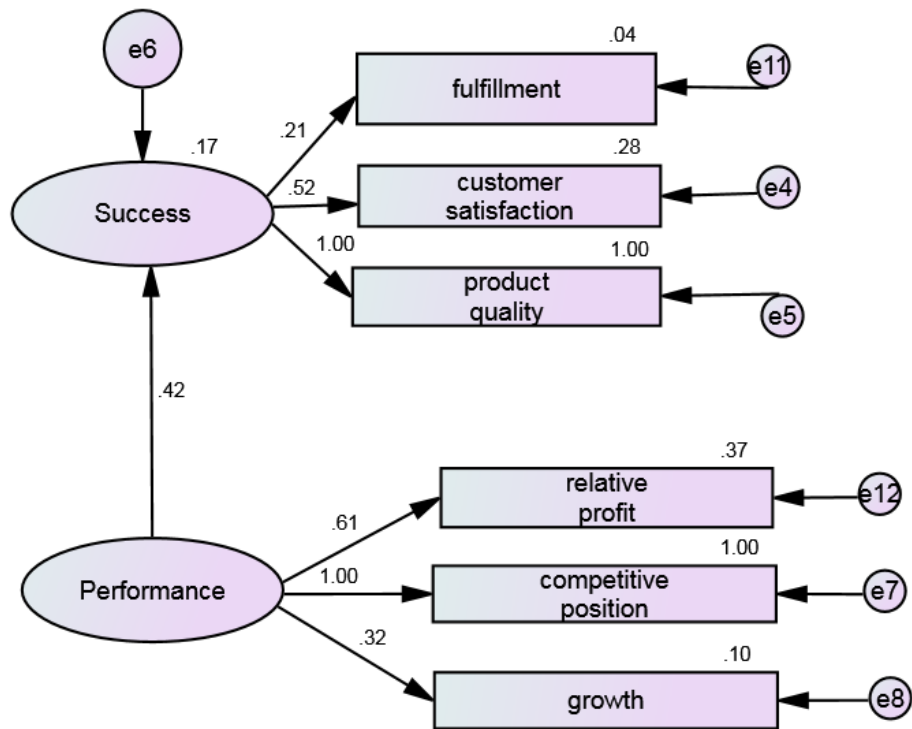 e6
.04
e11
fulfillment
.21
.17
.28
.52
customer
satisfaction
e4
Success
1.00
1.00
product
quality
e5
.42
.37
relative
profit
e12
.61
1.00
Performance
1.00
competitive
position
e7
.32
.10
growth
e8